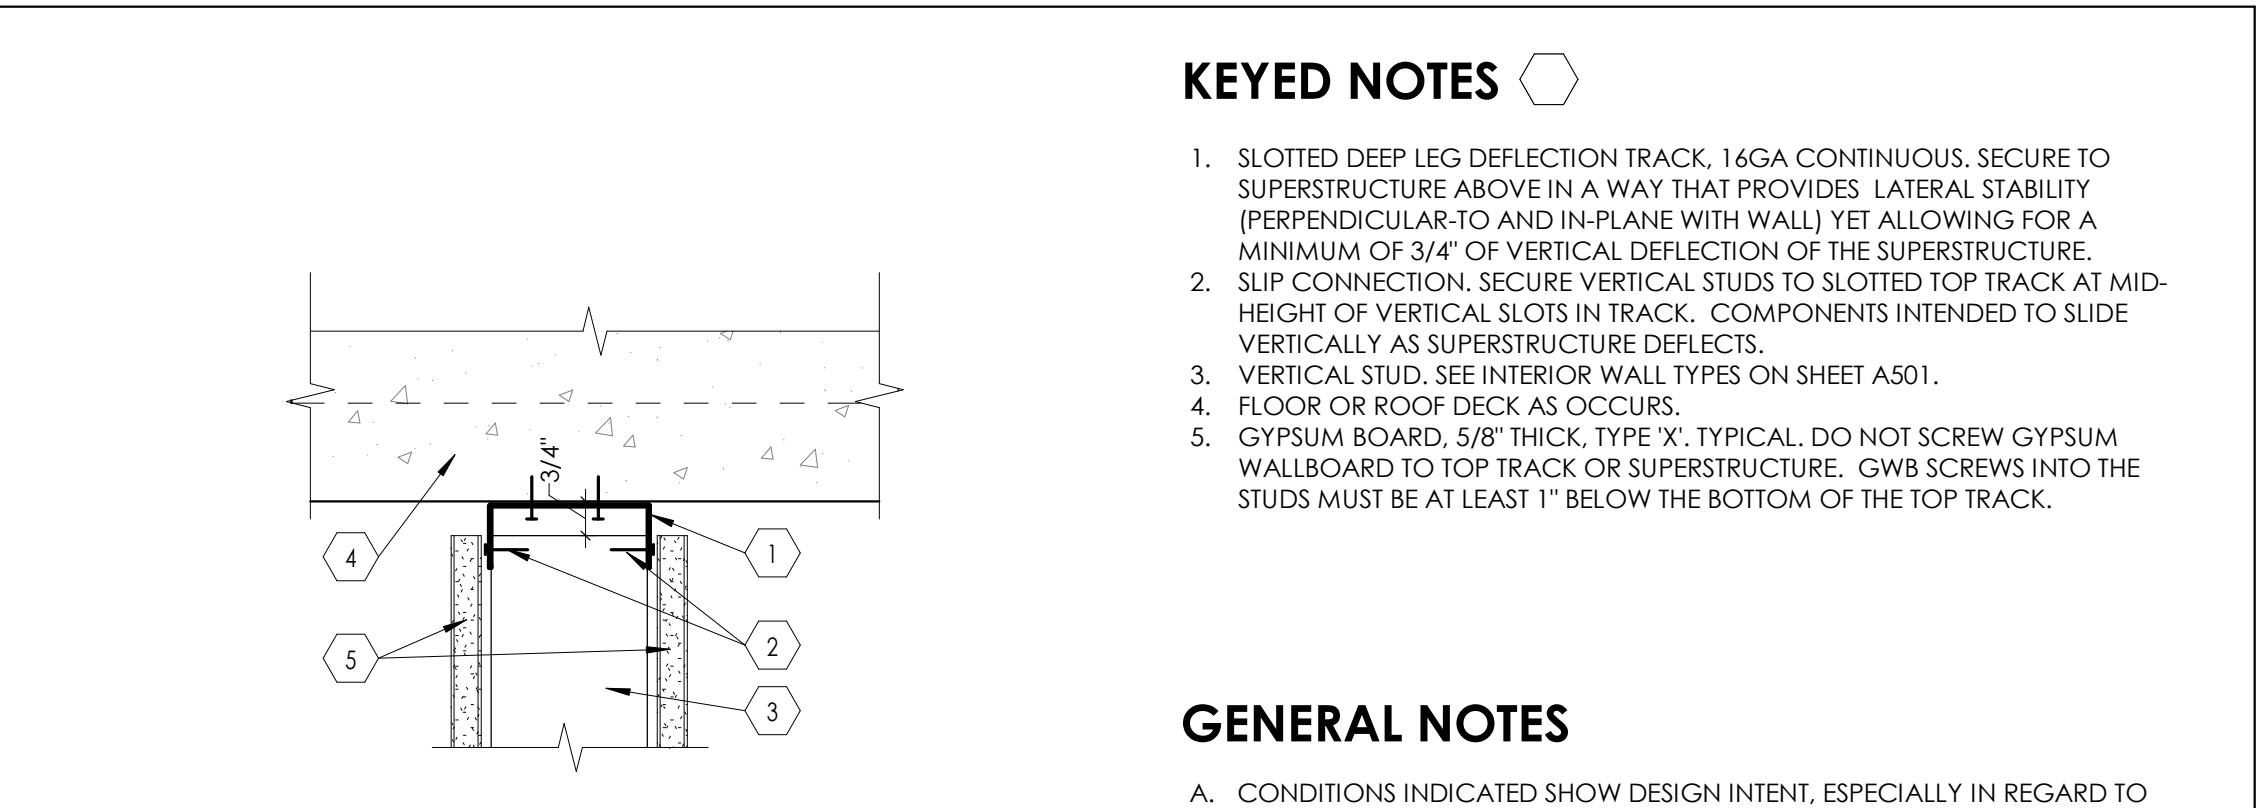 KEYED NOTES
1. SLOTTED DEEP LEG DEFLECTION TRACK, 16GA CONTINUOUS. SECURE TO
SUPERSTRUCTURE ABOVE IN A WAY THAT PROVIDES LATERAL STABILITY
(PERPENDICULAR-TO AND IN-PLANE WITH WALL) YET ALLOWING FOR A
MINIMUM OF 3/4" OF VERTICAL DEFLECTION OF THE SUPERSTRUCTURE.
2. SLIP CONNECTION. SECURE VERTICAL STUDS TO SLOTTED TOP TRACK AT MID-
HEIGHT OF VERTICAL SLOTS IN TRACK. COMPONENTS INTENDED TO SLIDE
VERTICALLY AS SUPERSTRUCTURE DEFLECTS.
3. VERTICAL STUD. SEE INTERIOR WALL TYPES ON SHEET A501.
4. FLOOR OR ROOF DECK AS OCCURS.
5. GYPSUM BOARD, 5/8" THICK, TYPE 'X'. TYPICAL. DO NOT SCREW GYPSUM
WALLBOARD TO TOP TRACK OR SUPERSTRUCTURE. GWB SCREWS INTO THE
STUDS MUST BE AT LEAST 1" BELOW THE BOTTOM OF THE TOP TRACK.
3/4"
4
1
5
2
3
GENERAL NOTES
A. CONDITIONS INDICATED SHOW DESIGN INTENT, ESPECIALLY IN REGARD TO